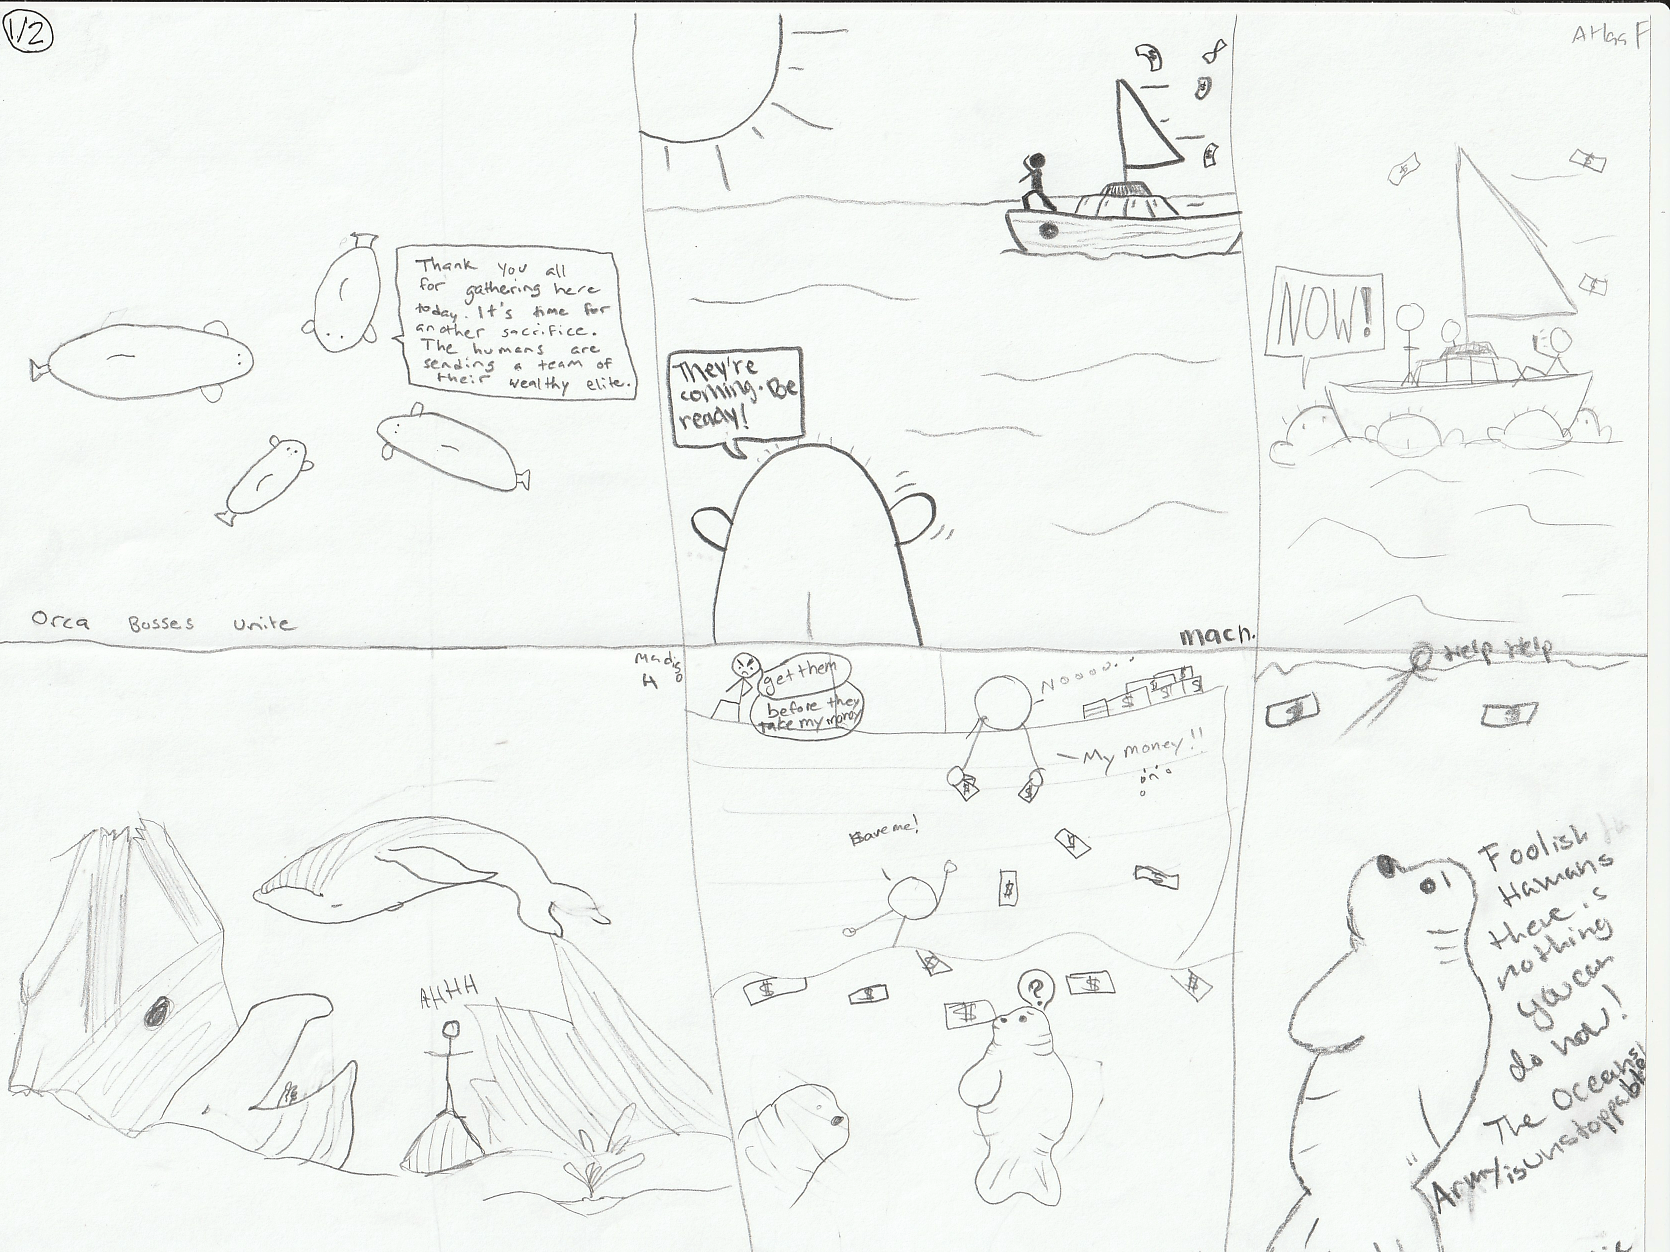 1/2
Atlas F
Thank you all
for gathering here
today. It's time for
another sacrifice.
The humans are
sending a team of
their wealthy elite.
Orca Bosses Unite
They're
coming. Be
ready!
mach.
NOW!
Madis
H
AHHH
get them
before they
take my money
Noooo...
My money!!
Save me!
?
Help Help
Foolish
Humans
there is
nothing
you can
do now!
The Oceans
Army is unstoppable!